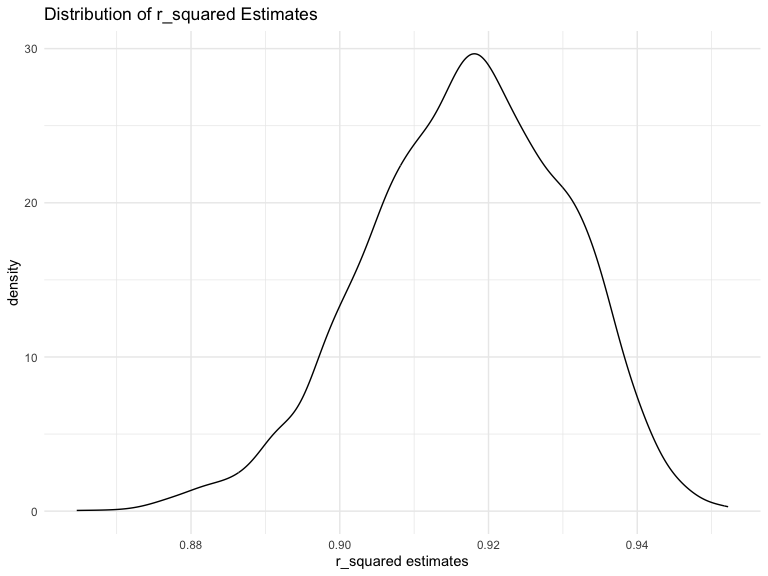 Distribution of r_squared Estimates
30
20
10
0
density
0.88 0.90 0.92 0.94
r_squared estimates